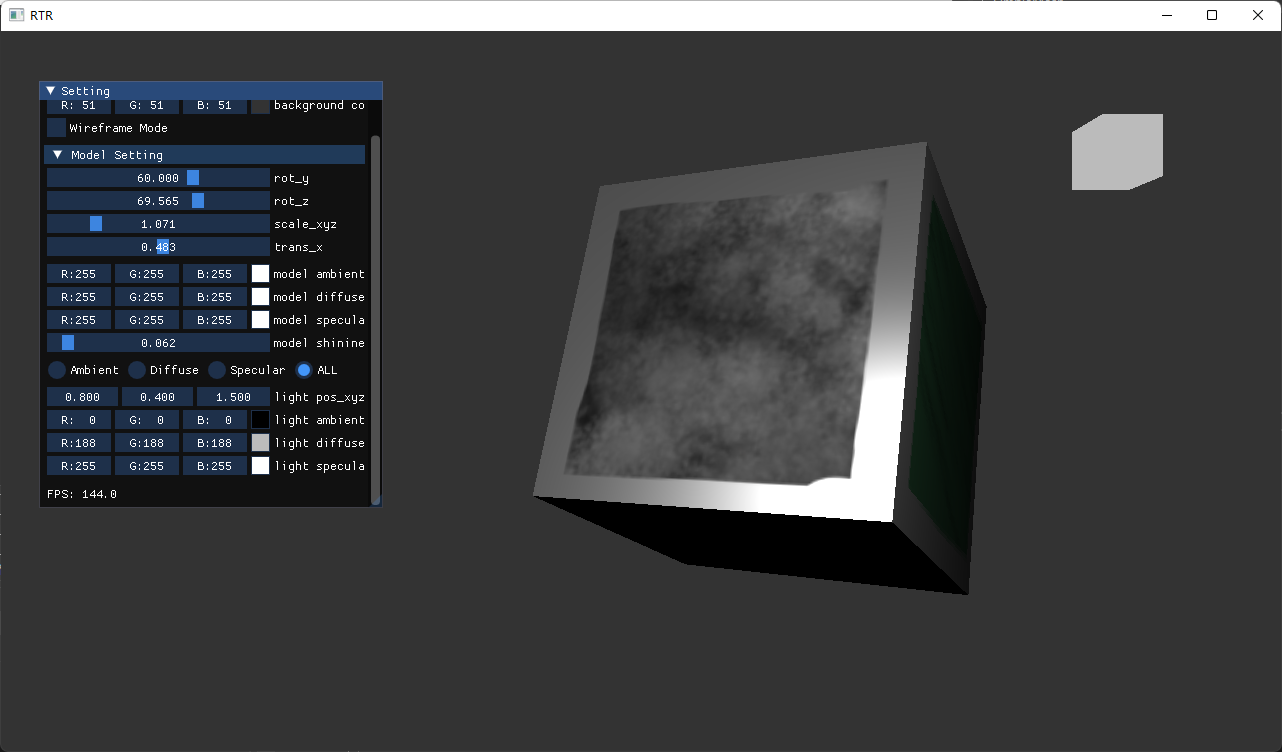 RTR
Setting
R: 51 G: 51 B: 51 background co
Wireframe Mode
Model Setting
60.000 rot_y
69.565 rot_z
1.071 scale_xyz
0.483 trans_x
R:255 G:255 B:255 model ambient
R:255 G:255 B:255 model diffuse
R:255 G:255 B:255 model specula
0.062 model shinine
Ambient Diffuse Specular ALL
0.800 0.400 1.500 light pos_xyz
R: 0 G: 0 B: 0 light ambient
R:188 G:188 B:188 light diffuse
R:255 G:255 B:255 light specula
FPS: 144.0